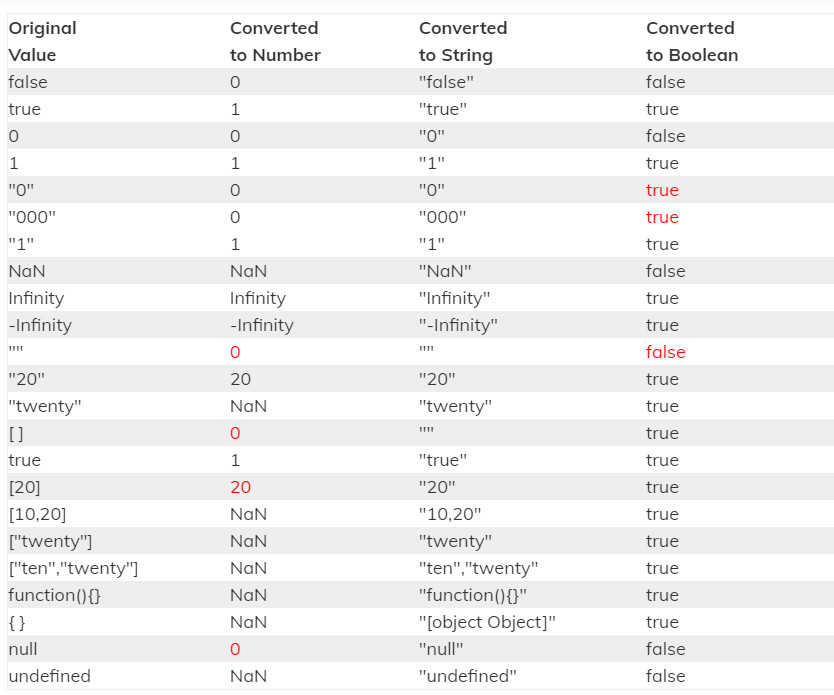 Original Converted Converted Converted
Value to Number to String to Boolean
false 0 "false" false
true 1 "true" true
0 0 "0" false
1 1 "1" true
"0" 0 "0" true
"000" 0 "000" true
"1" 1 "1" true
NaN NaN "NaN" false
Infinity Infinity "Infinity" true
-Infinity -Infinity "-Infinity" true
"" 0 "" false
"20" 20 "20" true
"twenty" NaN "twenty" true
[ ] 0 "" true
true 1 "true" true
[20] 20 "20" true
[10,20] NaN "10,20" true
["twenty"] NaN "twenty" true
["ten","twenty"] NaN "ten","twenty" true
function(){} NaN "function(){}" true
{ } NaN "[object Object]" true
null 0 "null" false
undefined NaN "undefined" false